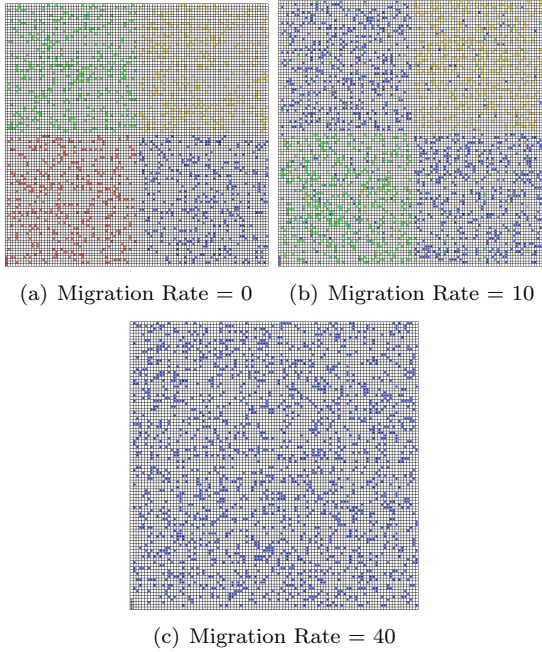 (a) Migration Rate = 0
(b) Migration Rate = 10
(c) Migration Rate = 40